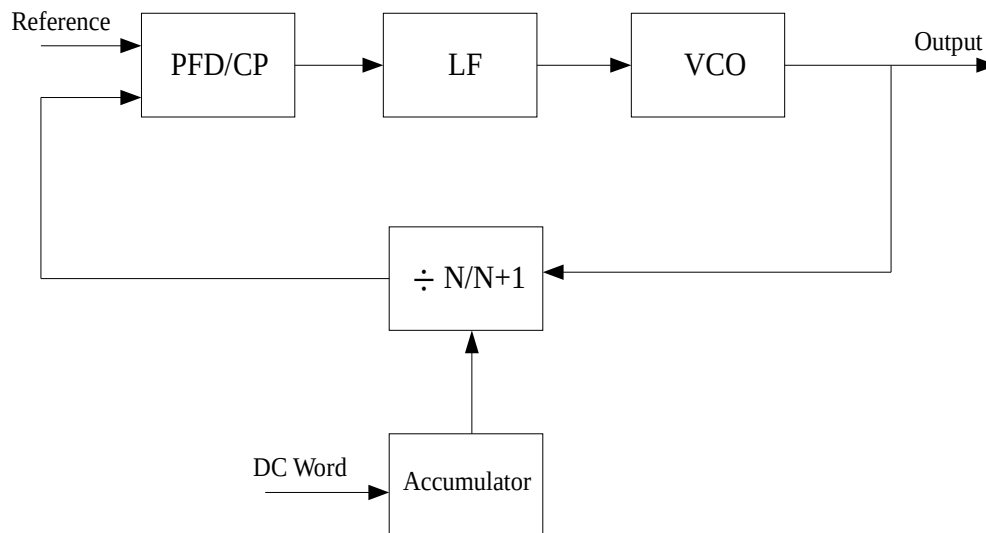 Reference
PFD/CP
LF
VCO
Output
÷ N/N+1
DC Word
Accumulator